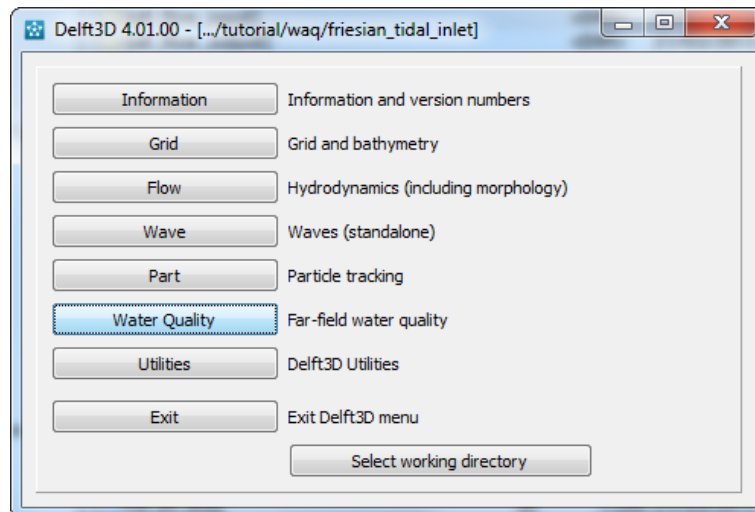 Delft3D 4.01.00 - [.../tutorial/waq/friesian_tidal_inlet]
Information Information and version numbers
Grid Grid and bathymetry
Flow Hydrodynamics (including morphology)
Wave Waves (standalone)
Part Particle tracking
Water Quality Far-field water quality
Utilities Delft3D Utilities
Exit Exit Delft3D menu
Select working directory